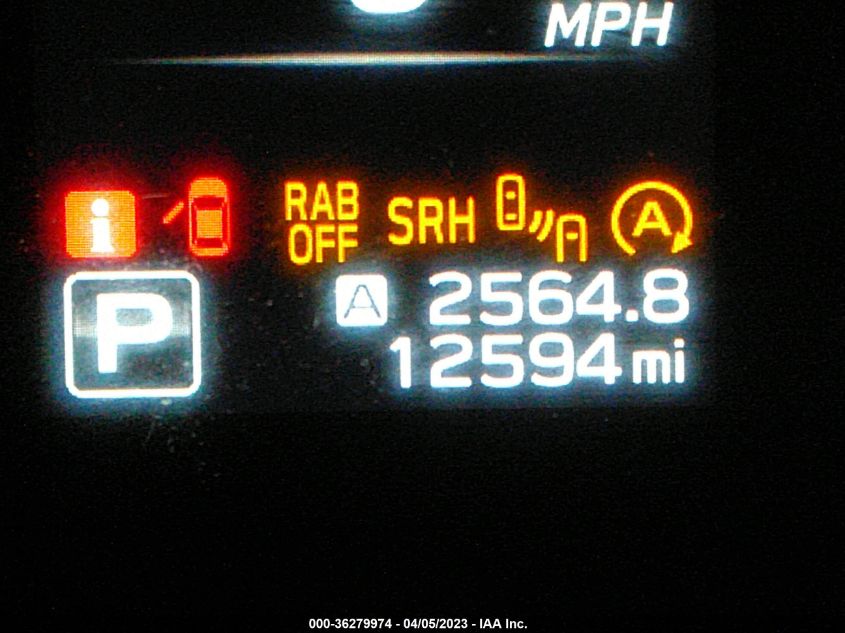 MPH
i RAB OFF SRH A
P A 2564.8
12594 mi
000-36279974 - 04/05/2023 - IAA Inc.